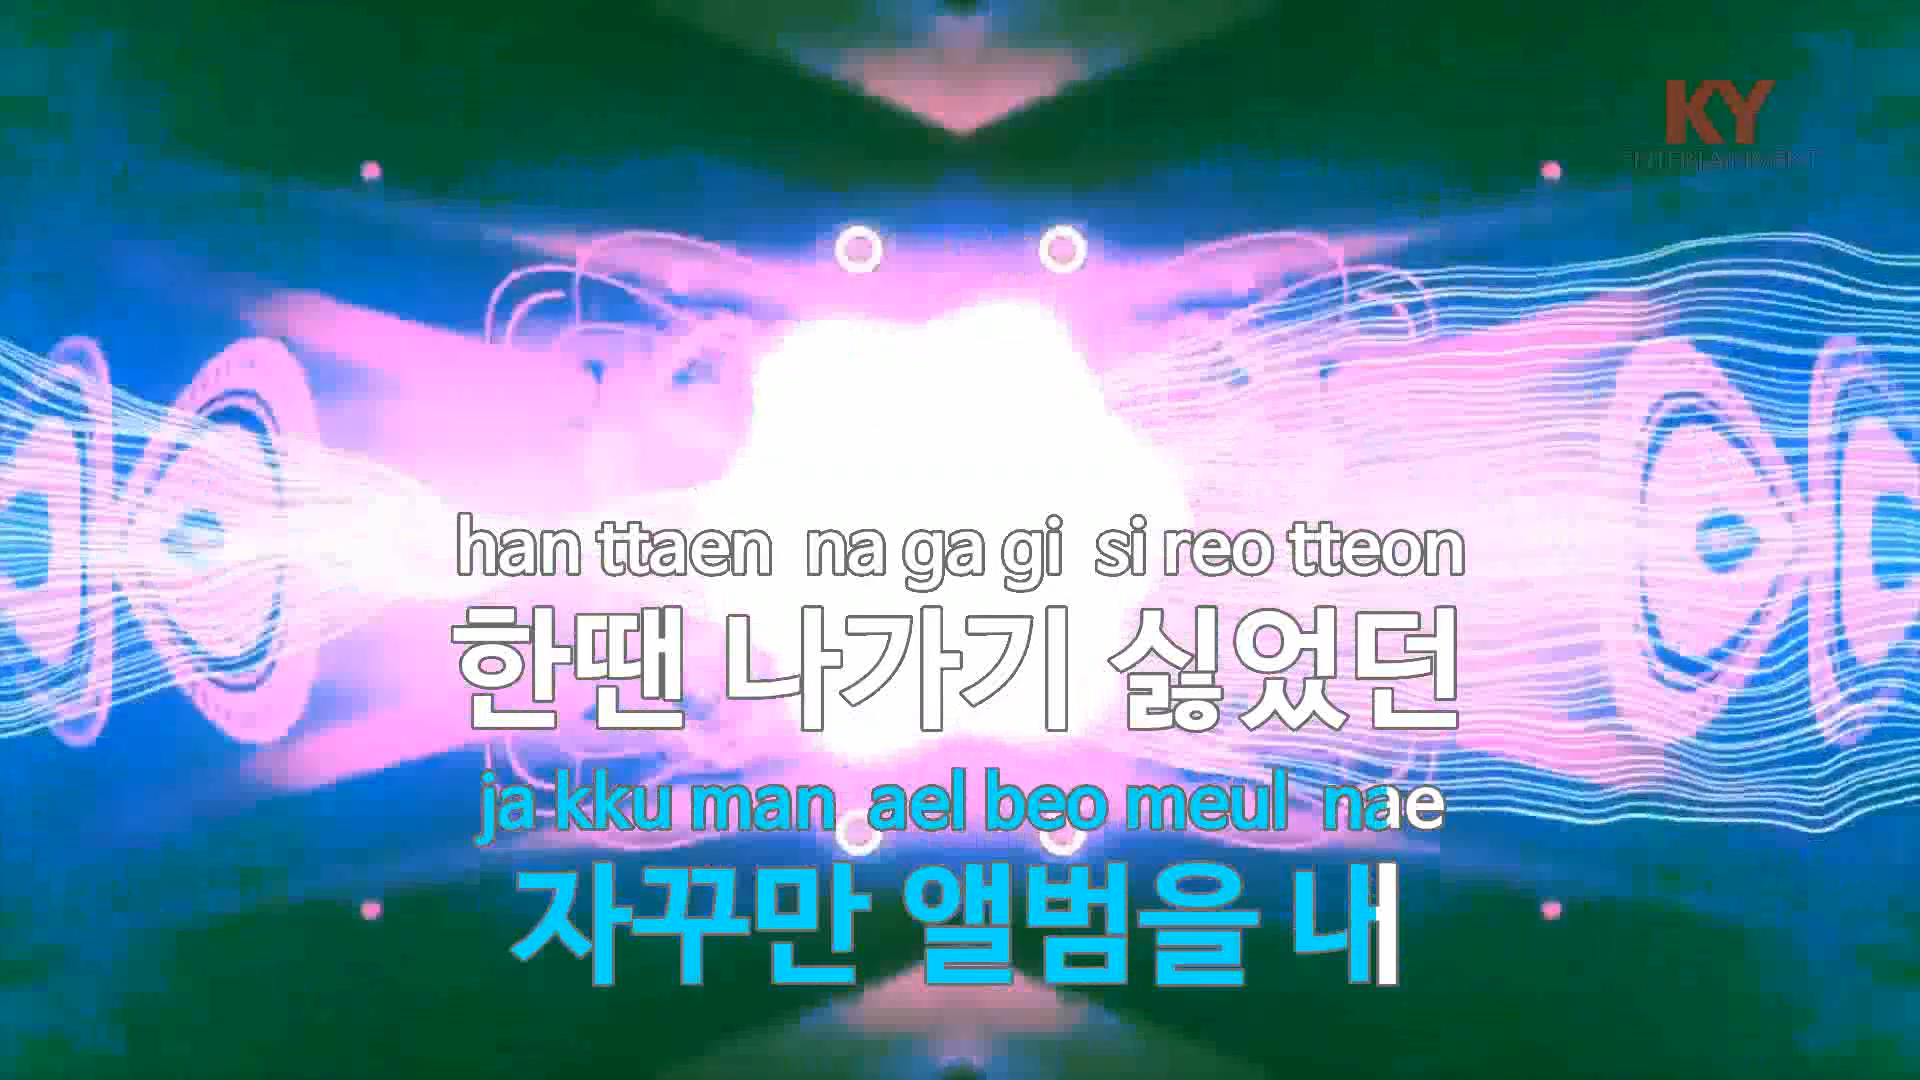 KY
ENTERTAINMENT
han ttaen na ga gi si reo tteon
한땐 나가기 싫었던
ja kku man ael beo meul nae
자꾸만 앨범을 내